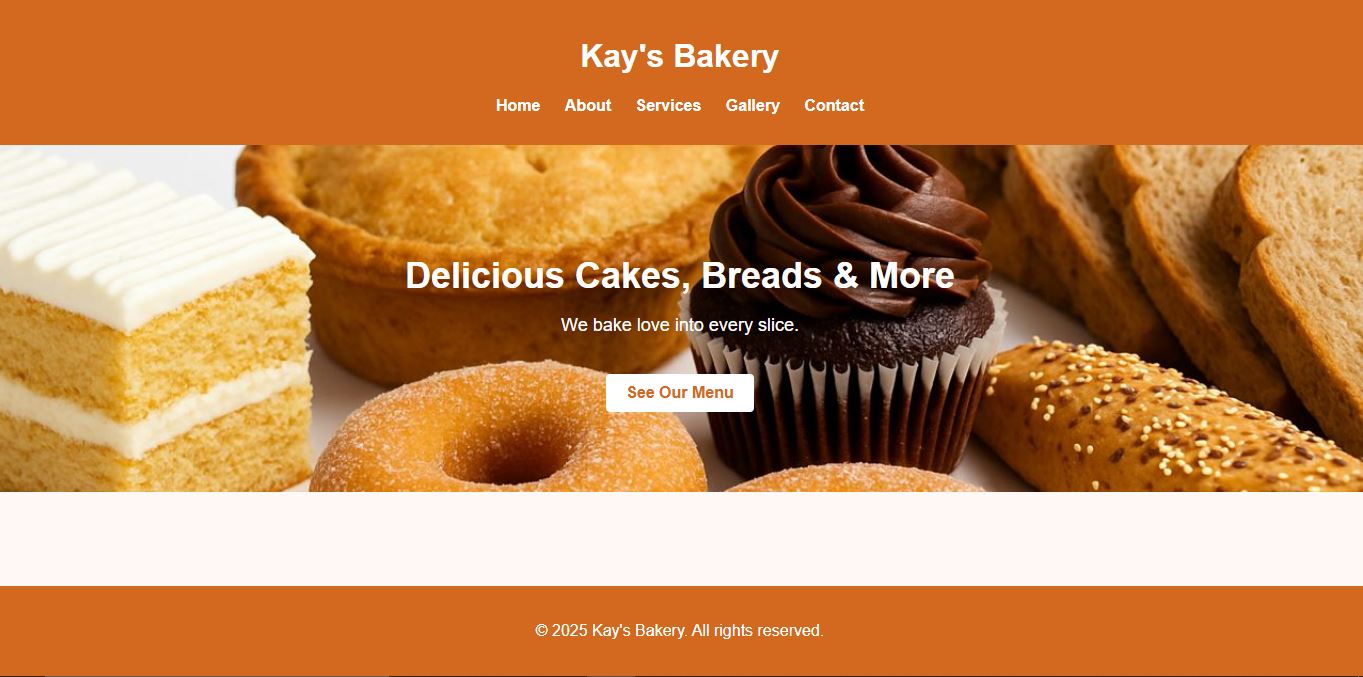 Kay's Bakery
Home About Services Gallery Contact
Delicious Cakes, Breads & More
We bake love into every slice.
See Our Menu
© 2025 Kay's Bakery. All rights reserved.